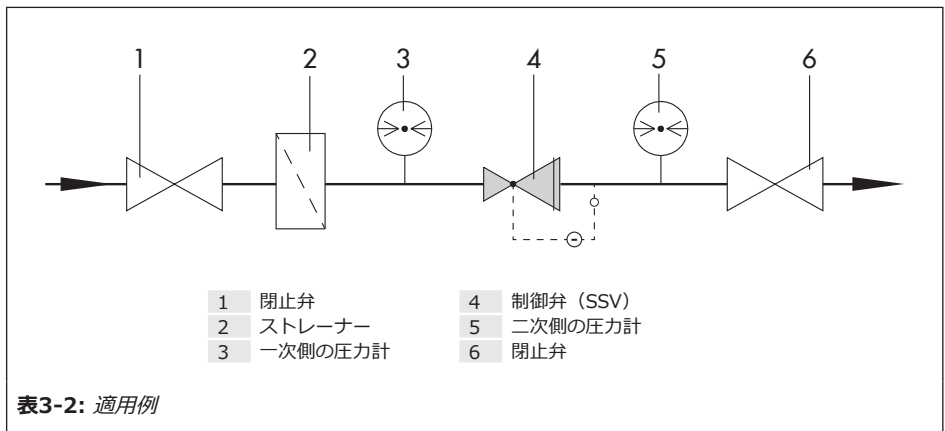 1 2 3 4 5 6
1 閉止弁
2 ストレーナー
3 一次側の圧力計
4 制御弁（SSV）
5 二次側の圧力計
6 閉止弁
表3-2: 適用例